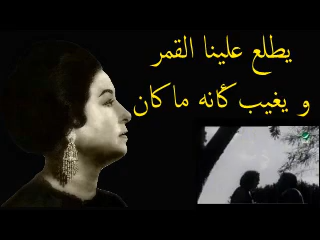 يطلع علينا القمر
و يغيب كأنه ما كان